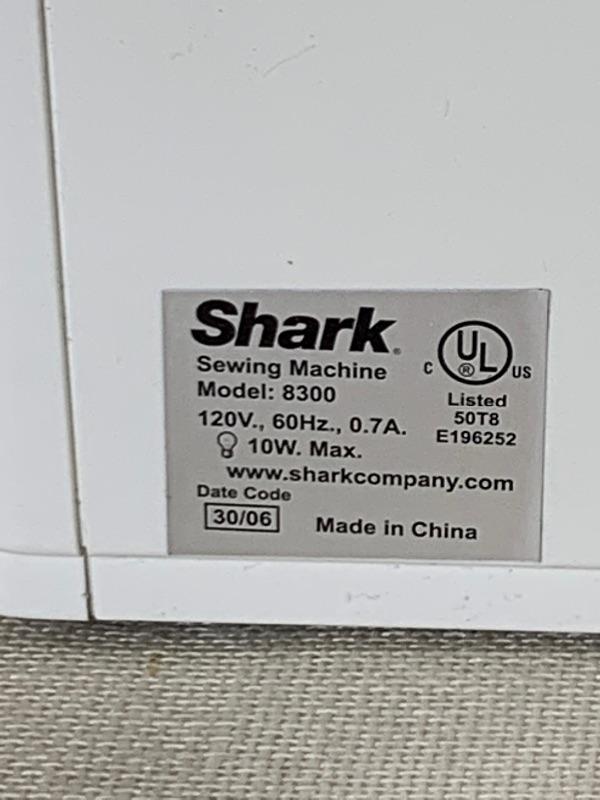 Shark®
Sewing Machine
Model: 8300
120V., 60Hz., 0.7A.
10W. Max.
www.sharkcompany.com
Date Code
30/06
Made in China
C UL® US
Listed
50T8
E196252